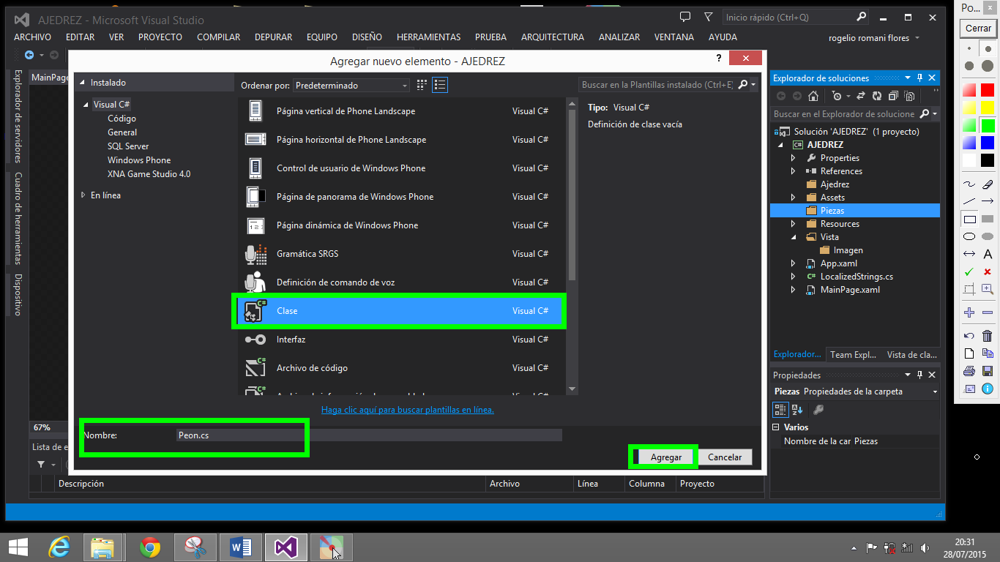 AJEDREZ - Microsoft Visual Studio
Inicio rápido (Ctrl+Q)
Po...
Cerrar
ARCHIVO EDITAR VER PROYECTO COMPILAR DEPURAR EQUIPO DISEÑO HERRAMIENTAS PRUEBA ARQUITECTURA ANALIZAR VENTANA AYUDA
rogelio romani flores
Explorador de servidores
Cuadro de herramientas
Dispositivo
MainPage
Agregar nuevo elemento - AJEDREZ
?
Instalado
Visual C#
Código
General
SQL Server
Windows Phone
XNA Game Studio 4.0
En línea
Ordenar por: Predeterminado
Buscar en la Plantillas instalado (Ctrl+E)
Página vertical de Phone Landscape Visual C#
Página horizontal de Phone Landscape Visual C#
Control de usuario de Windows Phone Visual C#
Página de panorama de Windows Phone Visual C#
Página dinámica de Windows Phone Visual C#
Gramática SRGS Visual C#
Definición de comando de voz Visual C#
Clase Visual C#
Interfaz Visual C#
Archivo de código Visual C#
Tipo: Visual C#
Definición de clase vacía
Haga clic aquí para buscar plantillas en línea.
Nombre: Peon.cs
Agregar Cancelar
67%
Lista de e
Descripción Archivo Línea Columna Proyecto
Explorador de soluciones
Buscar en el Explorador de solucione
Solución 'AJEDREZ' (1 proyecto)
AJEDREZ
Properties
References
Ajedrez
Assets
Piezas
Resources
Vista
Imagen
App.xaml
LocalizedStrings.cs
MainPage.xaml
Explorador... Team Expl... Vista de cla...
Propiedades
Piezas Propiedades de la carpeta
Varios
Nombre de la car Piezas
20:31
28/07/2015